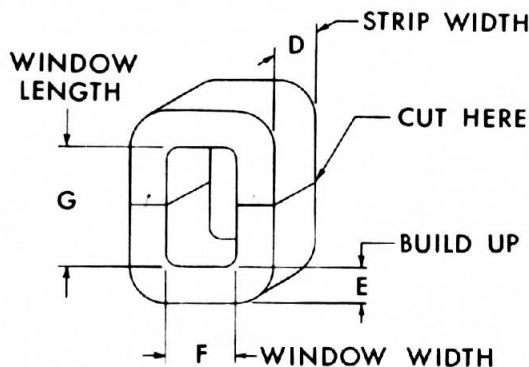 D
STRIP WIDTH
WINDOW
LENGTH
CUT HERE
G
BUILD UP
E
F
WINDOW WIDTH